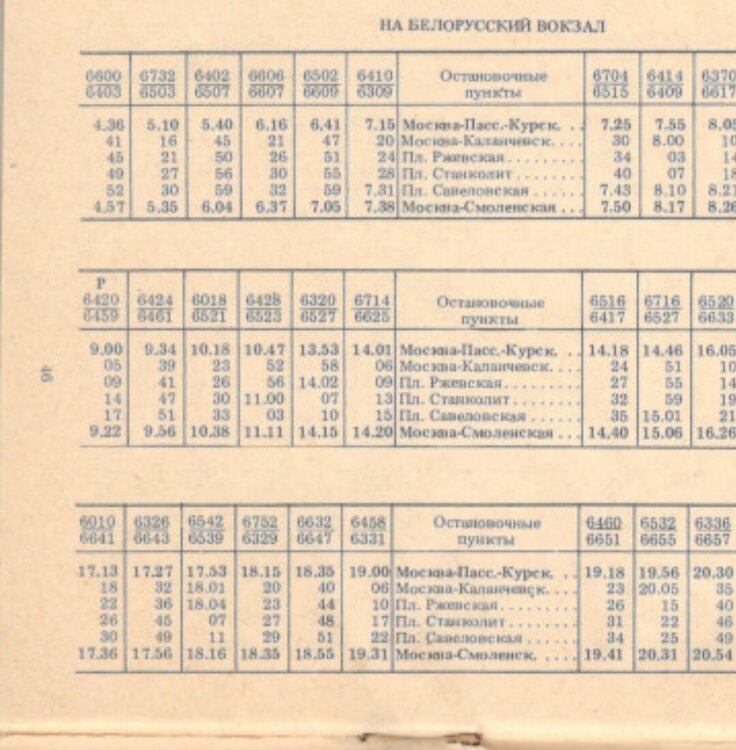 НА БЕЛОРУССКИЙ ВОКЗАЛ
6600 6732 6402 6606 6502 6410 Остановочные 6704 6414 6370
6403 6503 6507 6607 6609 6309 пункты 6515 6409 6617
4.36 5.10 5.40 6.16 6.41 7.15 Москва-Пасс.-Курск. . . 7.25 7.55 8.05
41 16 45 21 47 20 Москва-Каланчевск. . . . 30 8.00 10
45 21 50 26 51 24 Пл. Ржевская . . . . . . . . 34 03 14
49 27 56 30 55 28 Пл. Станколит . . . . . . . 40 07 18
52 30 59 32 59 7.31 Пл. Савеловская . . . . . . 7.43 8.10 8.21
4.57 5.35 6.04 6.37 7.05 7.38 Москва-Смоленская . . . 7.50 8.17 8.26
Р
6420 6424 6018 6428 6320 6714 Остановочные 6516 6716 6520
6459 6461 6521 6523 6527 6625 пункты 6417 6527 6633
9.00 9.34 10.18 10.47 13.53 14.01 Москва-Пасс.-Курск. . . 14.18 14.46 16.05
05 39 23 52 58 06 Москва-Каланчевск. . . . 24 51 10
09 41 26 56 14.02 09 Пл. Ржевская . . . . . . . . 27 55 14
14 47 30 11.00 07 13 Пл. Станколит . . . . . . . 32 59 19
17 51 33 03 10 15 Пл. Савеловская . . . . . . 35 15.01 21
9.22 9.56 10.38 11.11 14.15 14.20 Москва-Смоленская . . . 14.40 15.06 16.26
46
6010 6326 6542 6752 6632 6458 Остановочные 6460 6532 6336
6641 6643 6539 6329 6647 6331 пункты 6651 6655 6657
17.13 17.27 17.53 18.15 18.35 19.00 Москва-Пасс.-Курск. . . 19.18 19.56 20.30
18 32 18.01 20 40 06 Москва-Каланчевск. . . . 23 20.05 35
22 36 18.04 23 44 10 Пл. Ржевская . . . . . . . . 26 15 40
26 45 07 27 48 17 Пл. Станколит . . . . . . . 31 22 46
30 49 11 29 51 22 Пл. Савеловская . . . . . . 34 25 49
17.36 17.56 18.16 18.35 18.55 19.31 Москва-Смоленск. . . . . 19.41 20.31 20.54